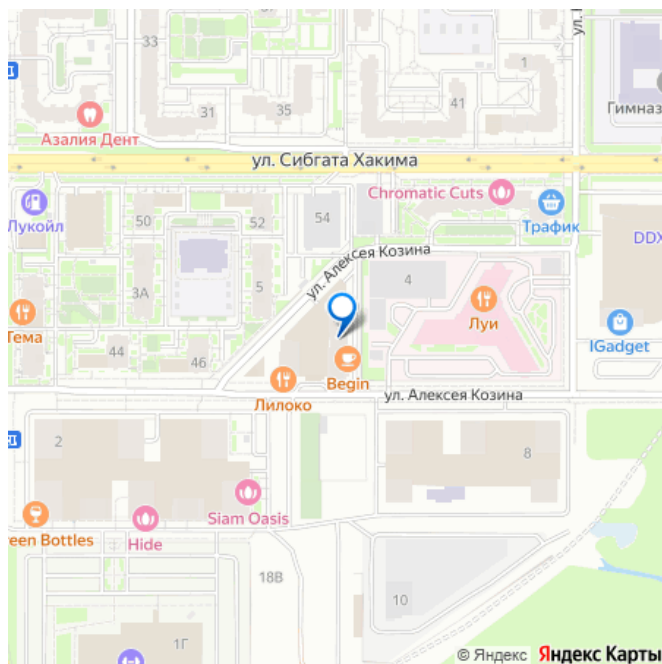 33
31
35
41
1
ул.
Гимназ
Азалия Дент
ул. Сибгата Хакима
Chromatic Cuts
Лукойл
50
52
54
Трафик
DDX
ул. Алексея Козина
3А
5
4
Луи
Тема
44
46
IGadget
Begin
Лилоко
ул. Алексея Козина
2
8
Siam Oasis
een Bottles
Hide
18В
10
1Г
© Яндекс Яндекс Карты